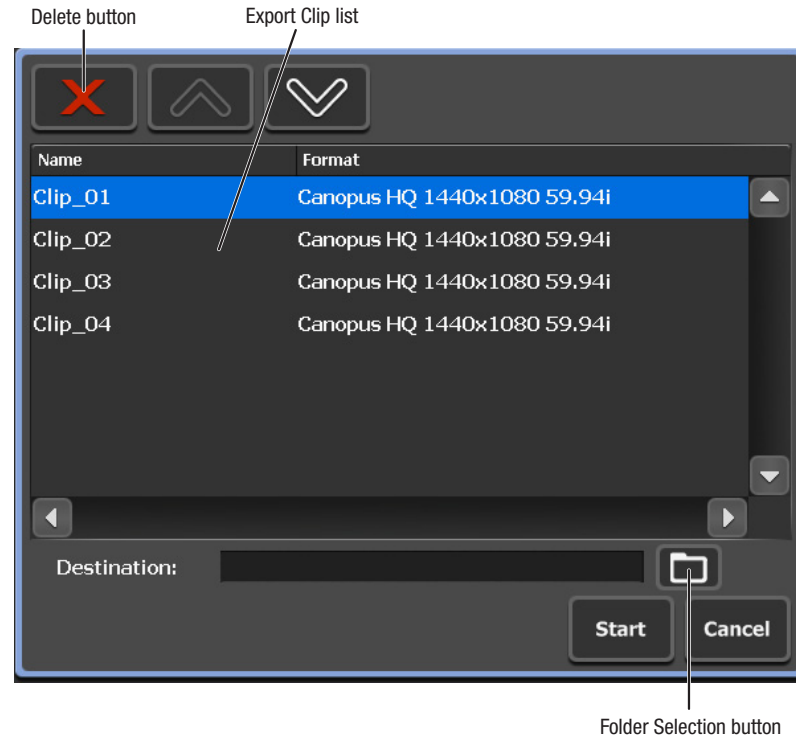 Delete button Export Clip list
Name Format
Clip_01 Canopus HQ 1440x1080 59.94i
Clip_02 Canopus HQ 1440x1080 59.94i
Clip_03 Canopus HQ 1440x1080 59.94i
Clip_04 Canopus HQ 1440x1080 59.94i
Destination:
Start Cancel
Folder Selection button